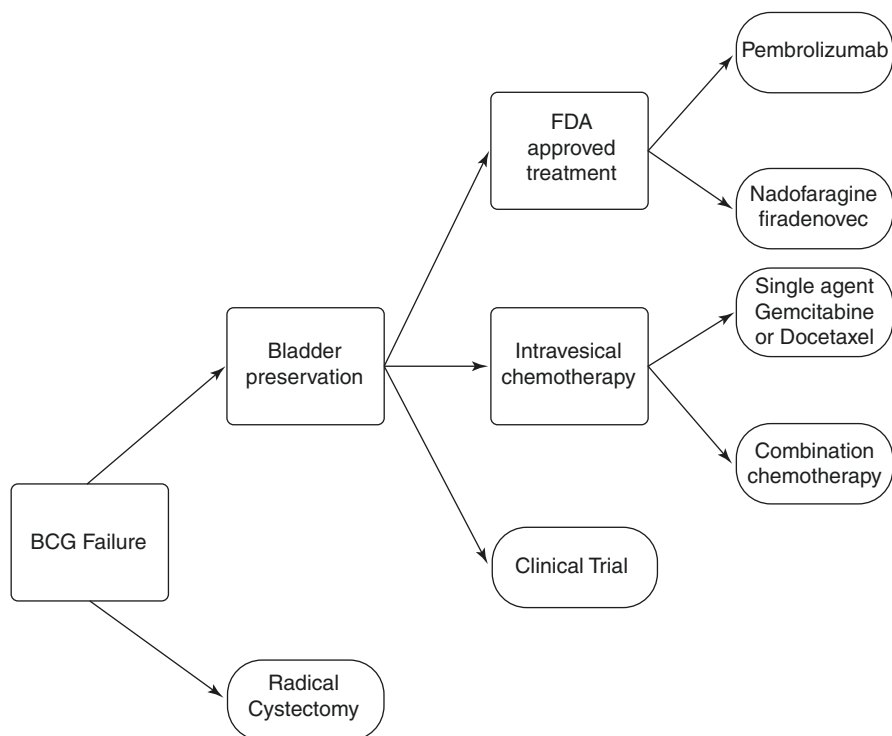 Pembrolizumab
FDA
approved
treatment
Nadofaragine
firadenovec
Single agent
Gemcitabine
or Docetaxel
Bladder
preservation
Intravesical
chemotherapy
Combination
chemotherapy
BCG Failure
Clinical Trial
Radical
Cystectomy